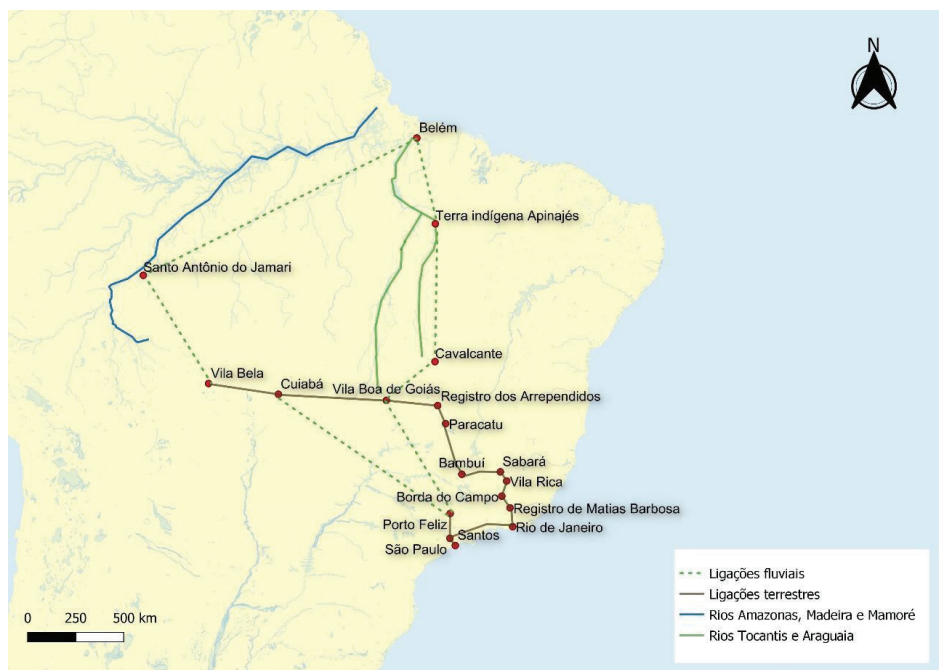 N
Belém
Terra indígena Apinajés
Santo Antônio do Jamari
Cavalcante
Vila Bela
Cuiabá
Vila Boa de Goiás
Registro dos Arrependidos
Paracatu
Bambuí
Sabará
Vila Rica
Borda do Campo
Registro de Matias Barbosa
Porto Feliz
Rio de Janeiro
Santos
São Paulo
Ligações fluviais
Ligações terrestres
Rios Amazonas, Madeira e Mamoré
Rios Tocantis e Araguaia
0 250 500 km